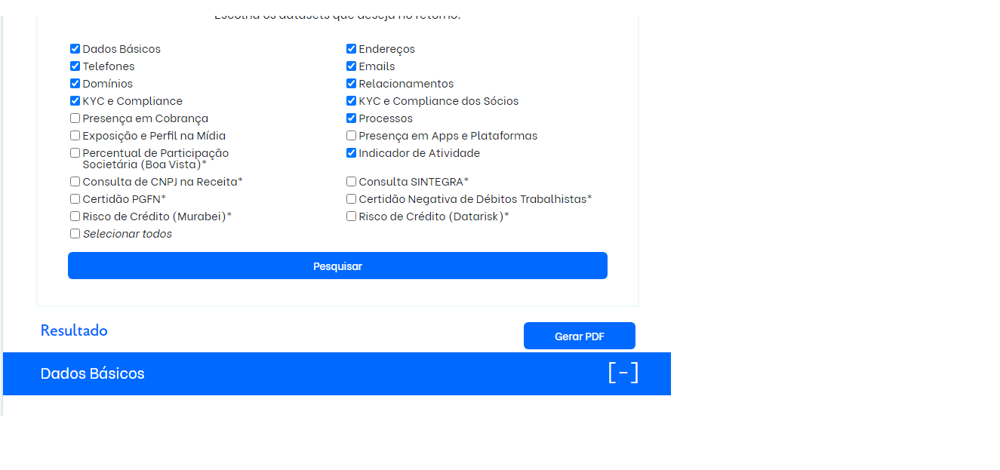 Escolha os datasets que deseja no retorno.
Dados Básicos
Endereços
Telefones
Emails
Domínios
Relacionamentos
KYC e Compliance
KYC e Compliance dos Sócios
Presença em Cobrança
Processos
Exposição e Perfil na Mídia
Presença em Apps e Plataformas
Percentual de Participação
Societária (Boa Vista)*
Indicador de Atividade
Consulta de CNPJ na Receita*
Consulta SINTEGRA*
Certidão PGFN*
Certidão Negativa de Débitos Trabalhistas*
Risco de Crédito (Murabei)*
Risco de Crédito (Datarisk)*
Selecionar todos
Pesquisar
Resultado
Gerar PDF
Dados Básicos
[-]